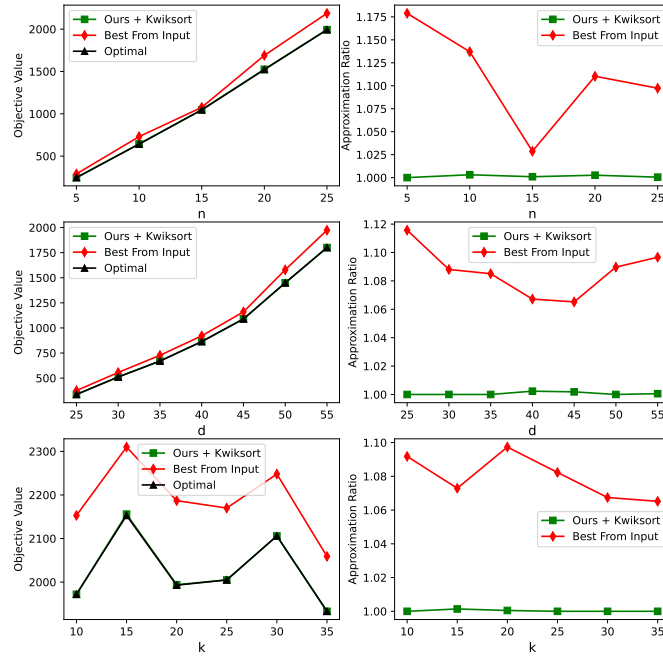 Objective Value
2000
1500
1000
500
Ours + Kwiksort
Best From Input
Optimal
5 10 15 20 25
n
Approximation Ratio
1.175
1.150
1.125
1.100
1.075
1.050
1.025
1.000
Ours + Kwiksort
Best From Input
5 10 15 20 25
n
Objective Value
2000
1750
1500
1250
1000
750
500
Ours + Kwiksort
Best From Input
Optimal
25 30 35 40 45 50 55
d
Approximation Ratio
1.12
1.10
1.08
1.06
1.04
1.02
1.00
Ours + Kwiksort
Best From Input
25 30 35 40 45 50 55
d
Objective Value
2300
2200
2100
2000
Ours + Kwiksort
Best From Input
Optimal
10 15 20 25 30 35
k
Approximation Ratio
1.10
1.08
1.06
1.04
1.02
1.00
Ours + Kwiksort
Best From Input
10 15 20 25 30 35
k